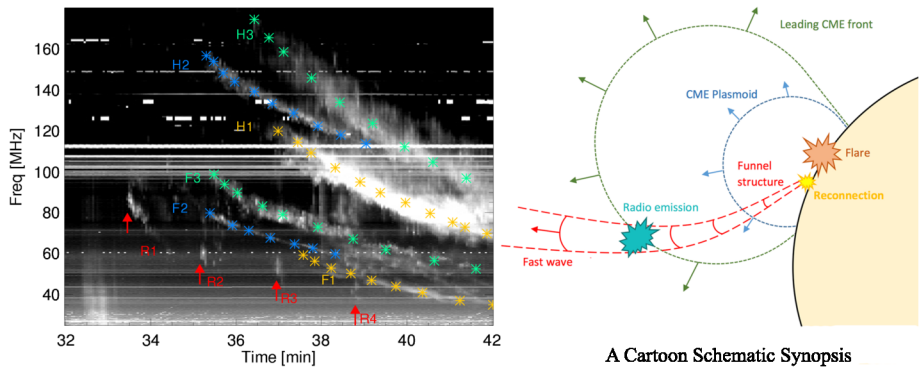 Freq [MHz]
160
140
120
100
80
60
40
H3
H2
H1
F3
F2
F1
R1
R2
R3
R4
32
34
36
38
40
42
Time [min]
Leading CME front
CME Plasmoid
Flare
Funnel
structure
Reconnection
Radio emission
Fast wave
A Cartoon Schematic Synopsis